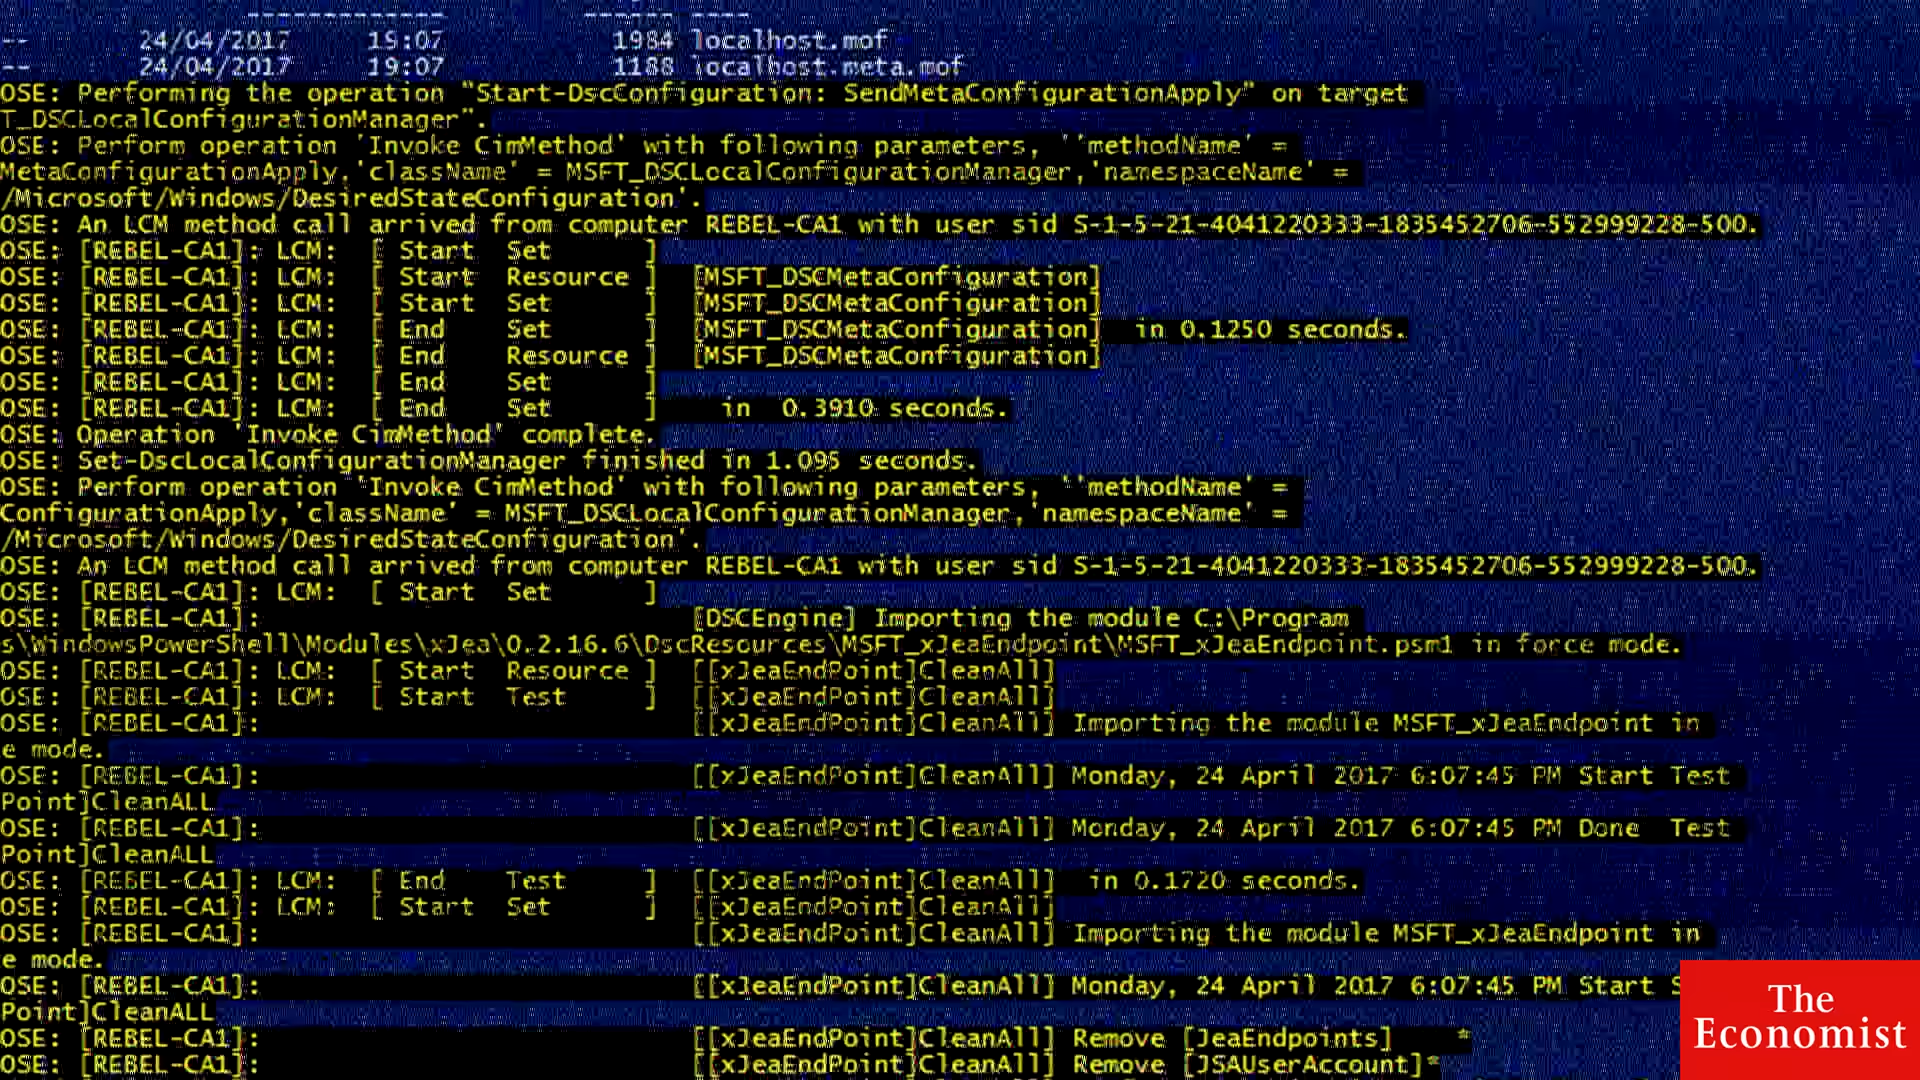 -- 24/04/2017 19:07 1984 localhost.mof
-- 24/04/2017 19:07 1188 localhost.meta.mof
OSE: Performing the operation "Start-DscConfiguration: SendMetaConfigurationApply" on target
T_DSCLocalConfigurationManager".
OSE: Perform operation 'Invoke CimMethod' with following parameters, ''methodName' =
MetaConfigurationApply,'className' = MSFT_DSCLocalConfigurationManager,'namespaceName' =
/Microsoft/Windows/DesiredStateConfiguration'.
OSE: An LCM method call arrived from computer REBEL-CA1 with user sid S-1-5-21-4041220333-1835452706-552999228-500.
OSE: [REBEL-CA1]: LCM: [ Start Set ]
OSE: [REBEL-CA1]: LCM: [ Start Resource ] [MSFT_DSCMetaConfiguration]
OSE: [REBEL-CA1]: LCM: [ Start Set ] [MSFT_DSCMetaConfiguration]
OSE: [REBEL-CA1]: LCM: [ End Set ] [MSFT_DSCMetaConfiguration] in 0.1250 seconds.
OSE: [REBEL-CA1]: LCM: [ End Resource ] [MSFT_DSCMetaConfiguration]
OSE: [REBEL-CA1]: LCM: [ End Set ]
OSE: [REBEL-CA1]: LCM: [ End Set ] in 0.3910 seconds.
OSE: Operation 'Invoke CimMethod' complete.
OSE: Set-DscLocalConfigurationManager finished in 1.095 seconds.
OSE: Perform operation 'Invoke CimMethod' with following parameters, ''methodName' =
ConfigurationApply,'className' = MSFT_DSCLocalConfigurationManager,'namespaceName' =
/Microsoft/Windows/DesiredStateConfiguration'.
OSE: An LCM method call arrived from computer REBEL-CA1 with user sid S-1-5-21-4041220333-1835452706-552999228-500.
OSE: [REBEL-CA1]: LCM: [ Start Set ]
OSE: [REBEL-CA1]: [DSCEngine] Importing the module C:\Program
s\WindowsPowerShell\Modules\xJea\0.2.16.6\DscResources\MSFT_xJeaEndpoint\MSFT_xJeaEndpoint.psm1 in force mode.
OSE: [REBEL-CA1]: LCM: [ Start Resource ] [[xJeaEndPoint]CleanAll]
OSE: [REBEL-CA1]: LCM: [ Start Test ] [[xJeaEndPoint]CleanAll]
OSE: [REBEL-CA1]: [[xJeaEndPoint]CleanAll] Importing the module MSFT_xJeaEndpoint in
e mode.
OSE: [REBEL-CA1]: [[xJeaEndPoint]CleanAll] Monday, 24 April 2017 6:07:45 PM Start Test
Point]CleanALL
OSE: [REBEL-CA1]: [[xJeaEndPoint]CleanAll] Monday, 24 April 2017 6:07:45 PM Done Test
Point]CleanALL
OSE: [REBEL-CA1]: LCM: [ End Test ] [[xJeaEndPoint]CleanAll] in 0.1720 seconds.
OSE: [REBEL-CA1]: LCM: [ Start Set ] [[xJeaEndPoint]CleanAll]
OSE: [REBEL-CA1]: [[xJeaEndPoint]CleanAll] Importing the module MSFT_xJeaEndpoint in
e mode.
OSE: [REBEL-CA1]: [[xJeaEndPoint]CleanAll] Monday, 24 April 2017 6:07:45 PM Start S
Point]CleanALL
OSE: [REBEL-CA1]: [[xJeaEndPoint]CleanAll] Remove [JeaEndpoints] *
OSE: [REBEL-CA1]: [[xJeaEndPoint]CleanAll] Remove [JSAUserAccount]*
The
Economist